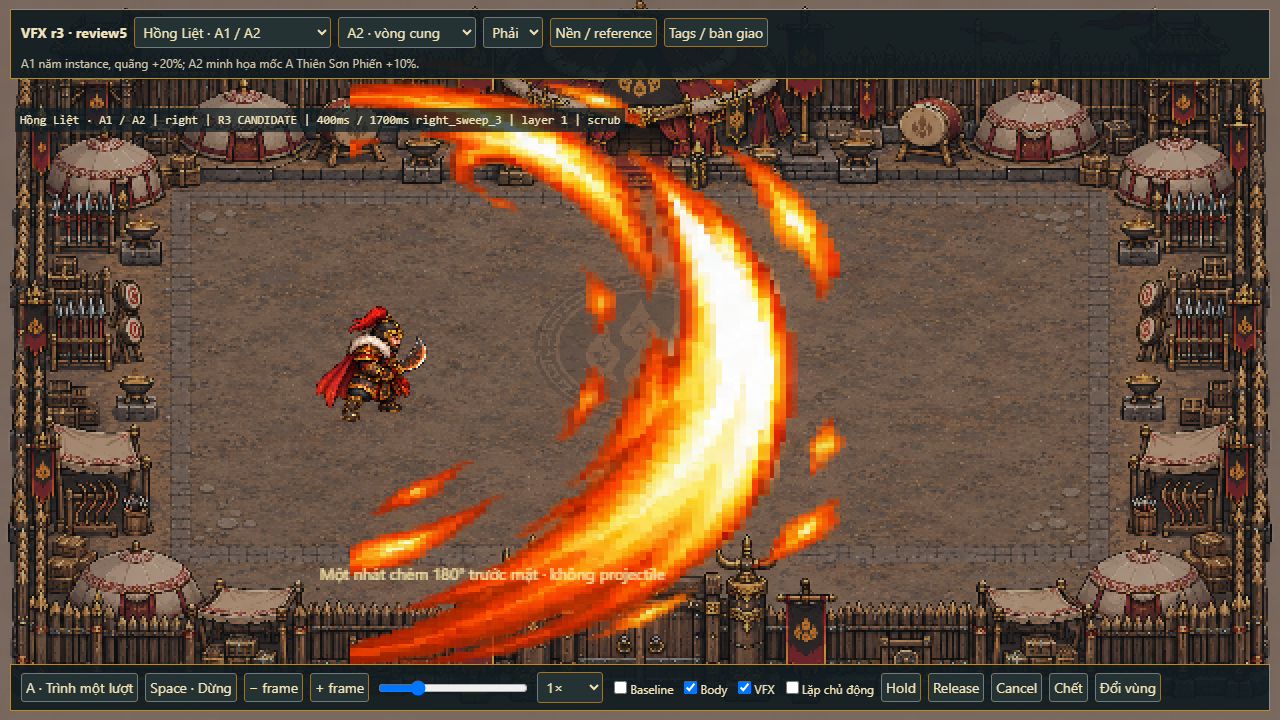 VFX r3 · review5 Hồng Liệt · A1 / A2 A2 · vòng cung Phải Nền / reference Tags / bàn giao
A1 năm instance, quãng +20%; A2 minh họa mốc A Thiên Sơn Phiến +10%.
Hồng Liệt · A1 / A2 | right | R3 CANDIDATE | 400ms / 1700ms right_sweep_3 | layer 1 | scrub
Một nhát chém 180° trước mặt · không projectile
A · Trình một lượt Space · Dừng − frame + frame 1× Baseline Body VFX Lặp chủ động Hold Release Cancel Chết Đổi vùng